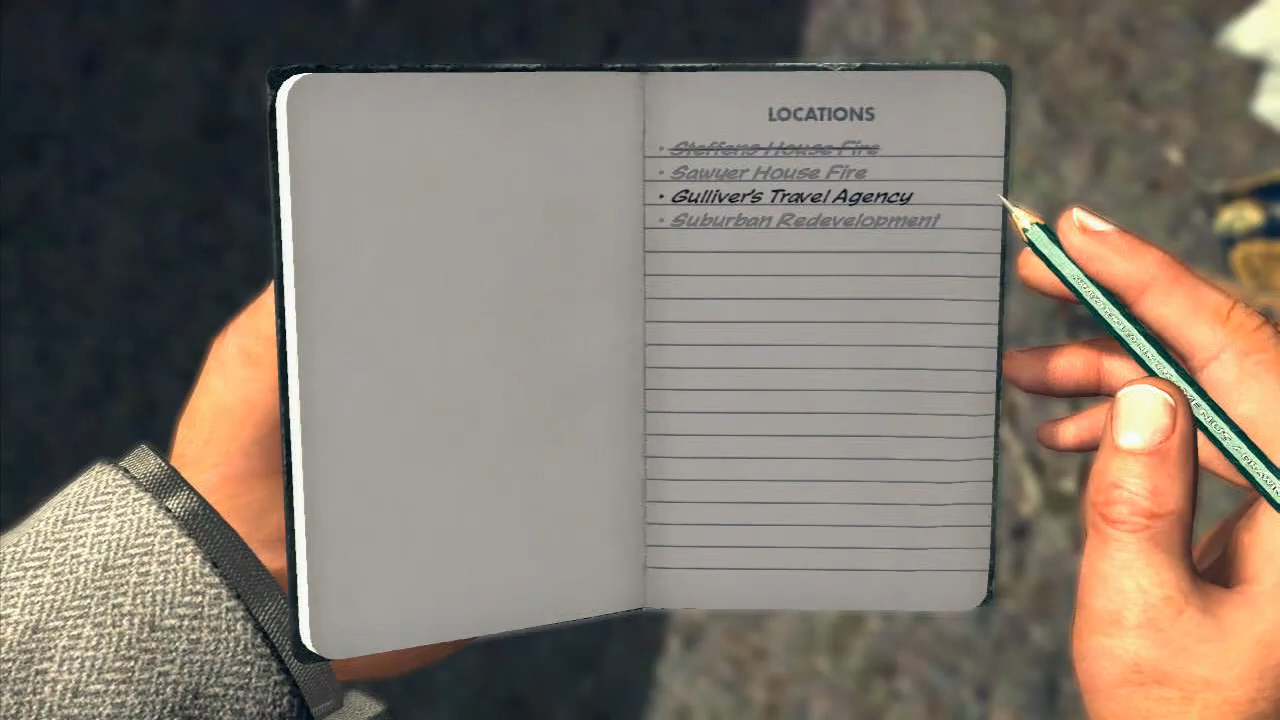 LOCATIONS
• Steffens House Fire
• Sawyer House Fire
• Gulliver's Travel Agency
• Suburban Redevelopment